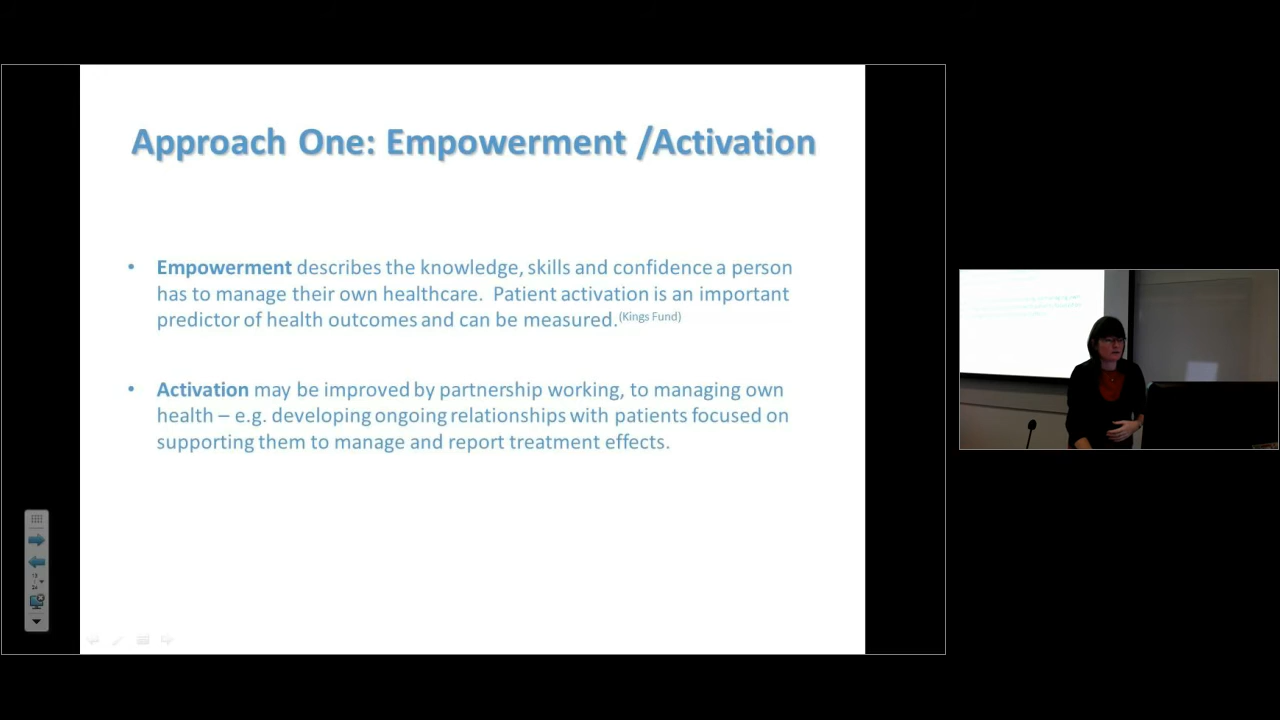 Approach One: Empowerment /Activation
• Empowerment describes the knowledge, skills and confidence a person
has to manage their own healthcare. Patient activation is an important
predictor of health outcomes and can be measured.(Kings Fund)
• Activation may be improved by partnership working, to managing own
health – e.g. developing ongoing relationships with patients focused on
supporting them to manage and report treatment effects.